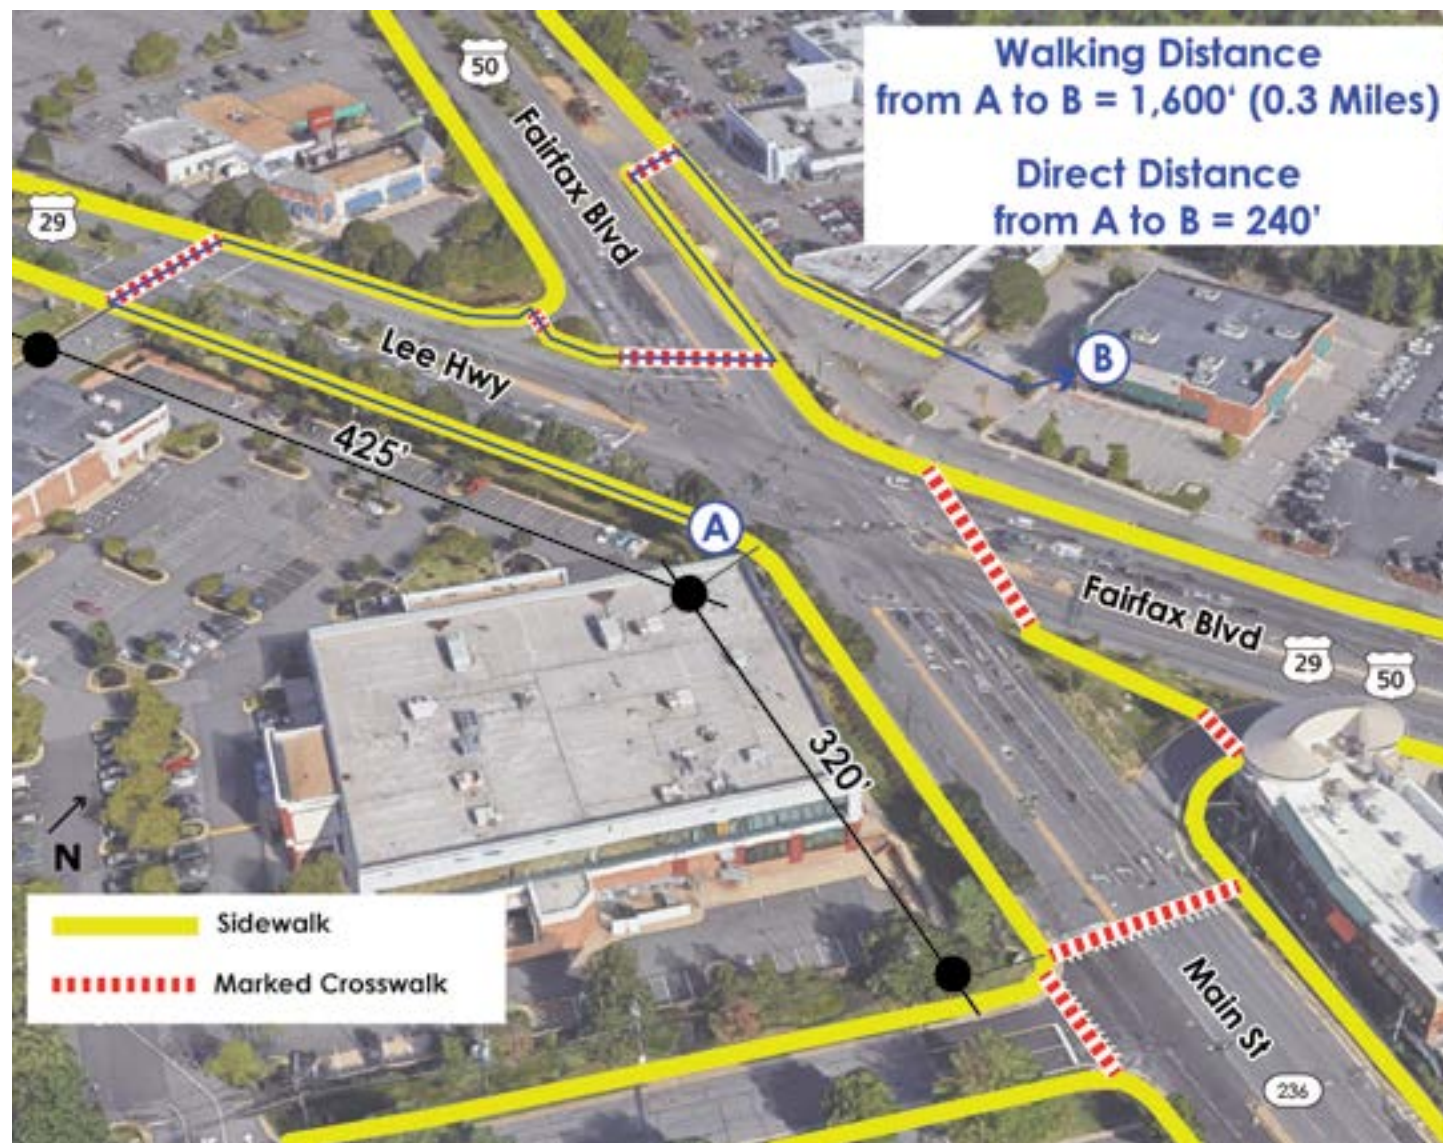 Walking Distance
from A to B = 1,600‘ (0.3 Miles)
Direct Distance
from A to B = 240’
50
Fairfax Blvd
29
Lee Hwy
B
425’
A
Fairfax Blvd
29
50
320’
N
Sidewalk
Marked Crosswalk
Main St
236